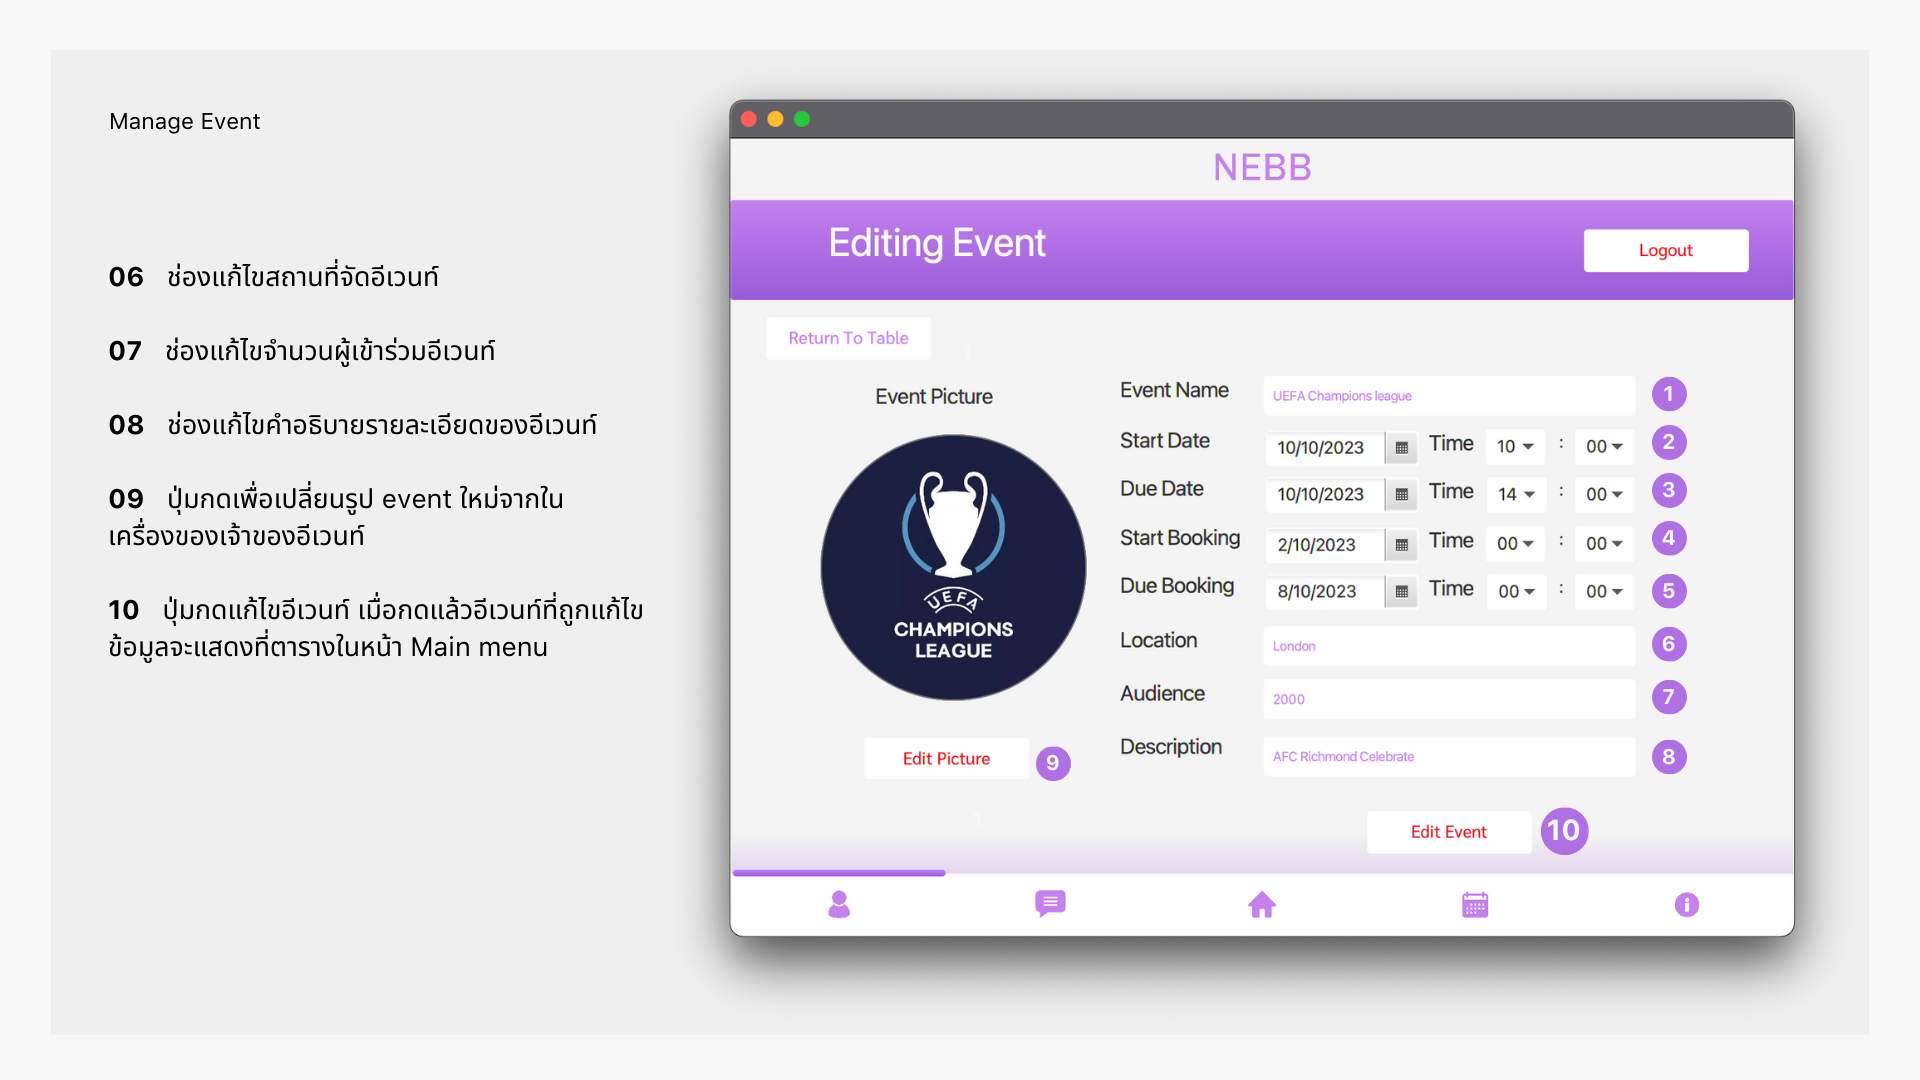 Manage Event
06 ช่องแก้ไขสถานที่จัดอีเวนท์
07 ช่องแก้ไขจำนวนผู้เข้าร่วมอีเวนท์
08 ช่องแก้ไขคำอธิบายรายละเอียดของอีเวนท์
09 ปุ่มกดเพื่อเปลี่ยนรูป event ใหม่จากใน
เครื่องของเจ้าของอีเวนท์
10 ปุ่มกดแก้ไขอีเวนท์ เมื่อกดแล้วอีเวนท์ที่ถูกแก้ไข
ข้อมูลจะแสดงที่ตารางในหน้า Main menu
NEBB
Editing Event
Logout
Return To Table
Event Picture
UEFA
CHAMPIONS
LEAGUE
Edit Picture 9
Event Name UEFA Champions league 1
Start Date 10/10/2023 Time 10 : 00 2
Due Date 10/10/2023 Time 14 : 00 3
Start Booking 2/10/2023 Time 00 : 00 4
Due Booking 8/10/2023 Time 00 : 00 5
Location London 6
Audience 2000 7
Description AFC Richmond Celebrate 8
Edit Event 10